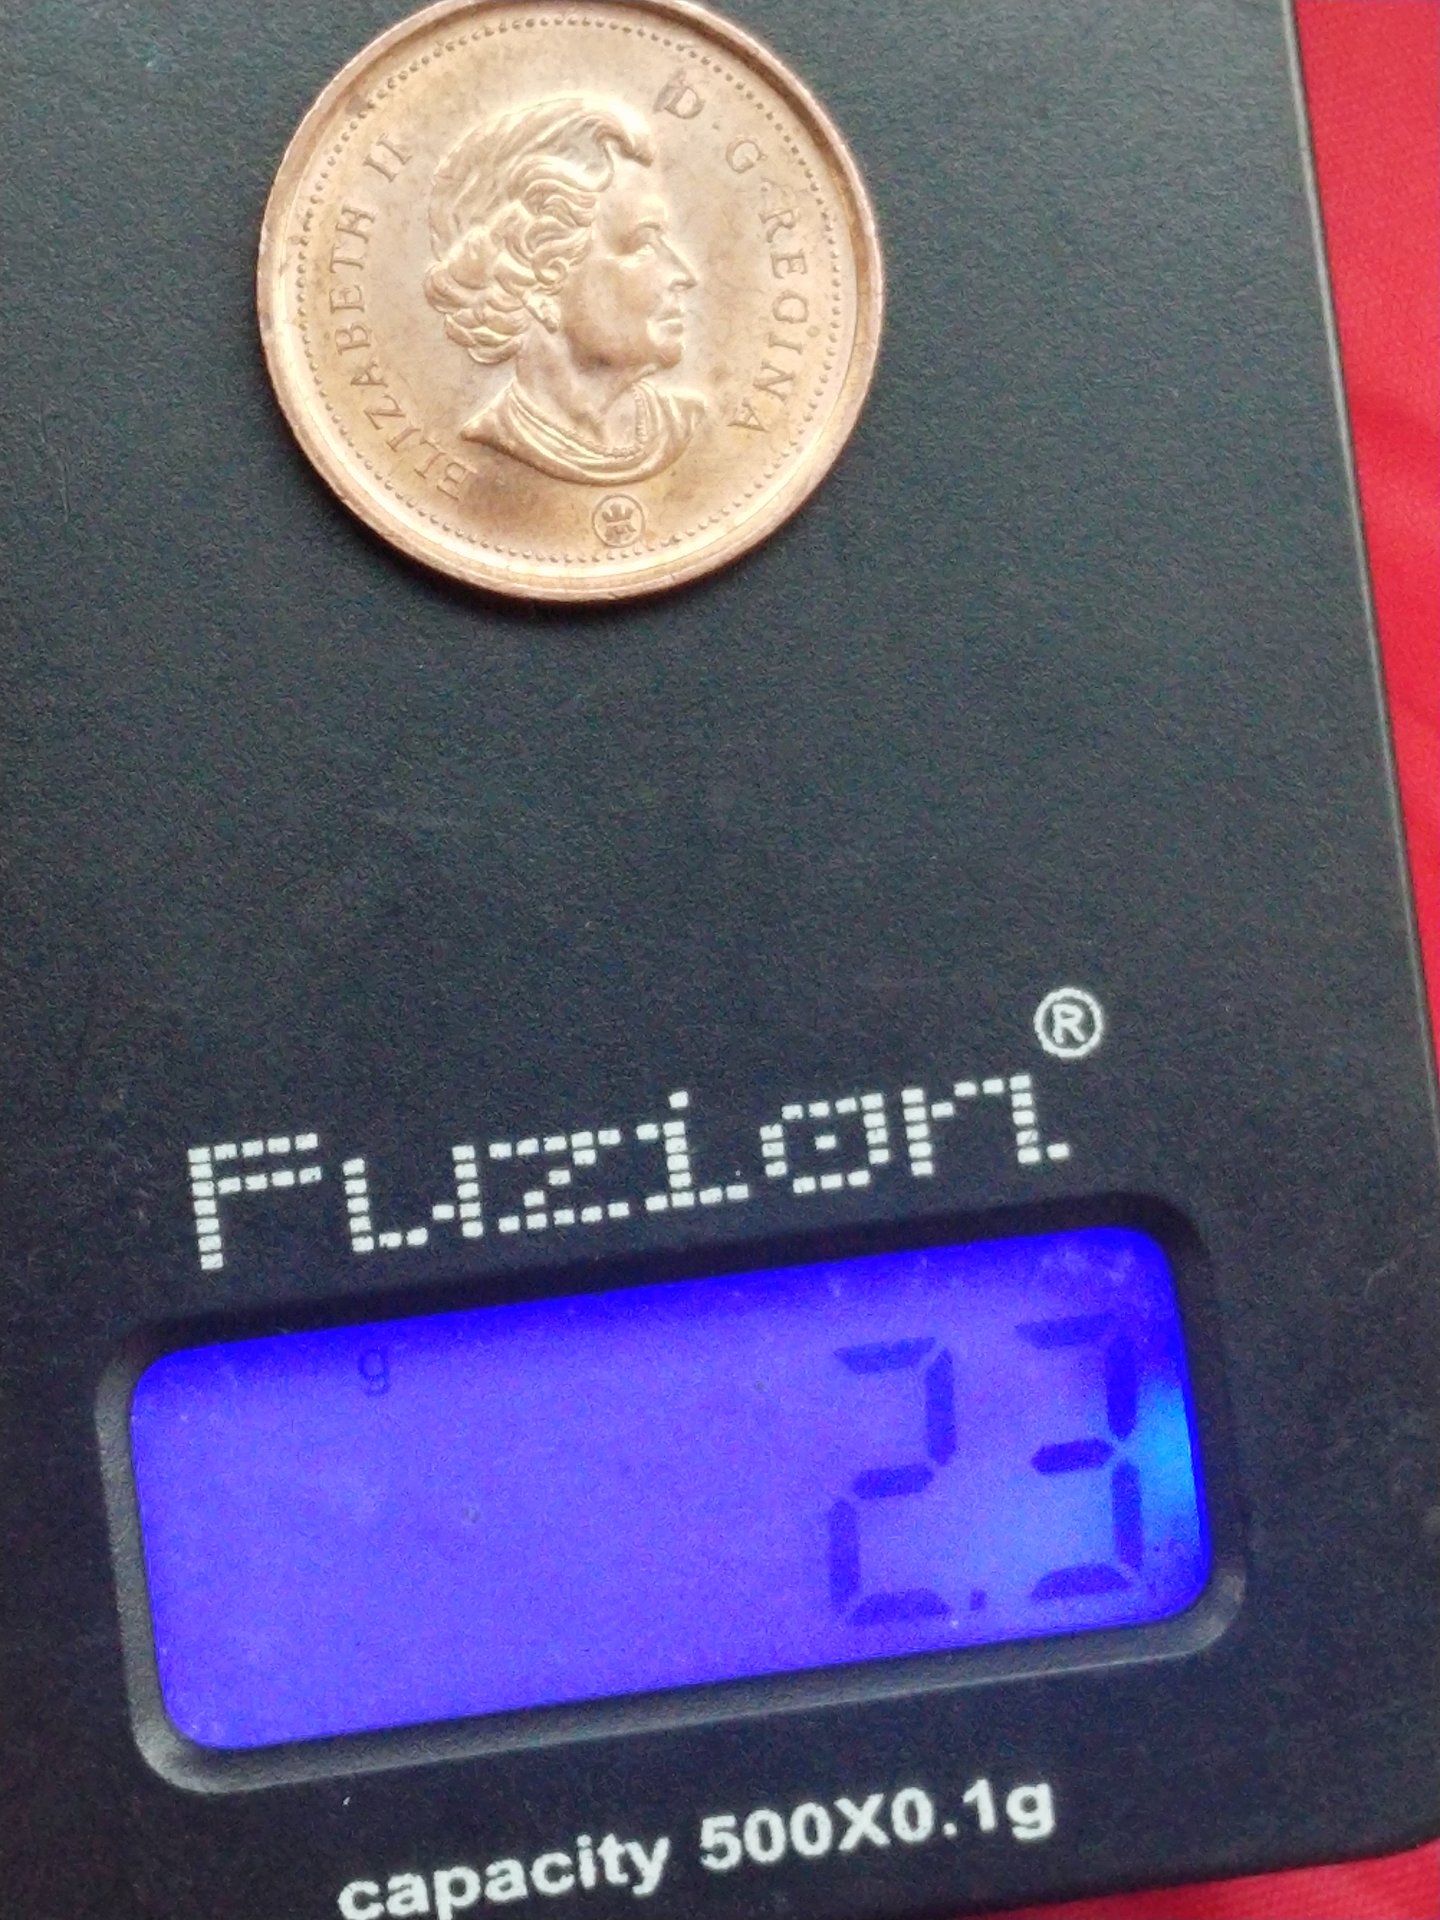 ELIZABETH II D·G·REGINA
Fuzion®
g
2.3
capacity 500X0.1g